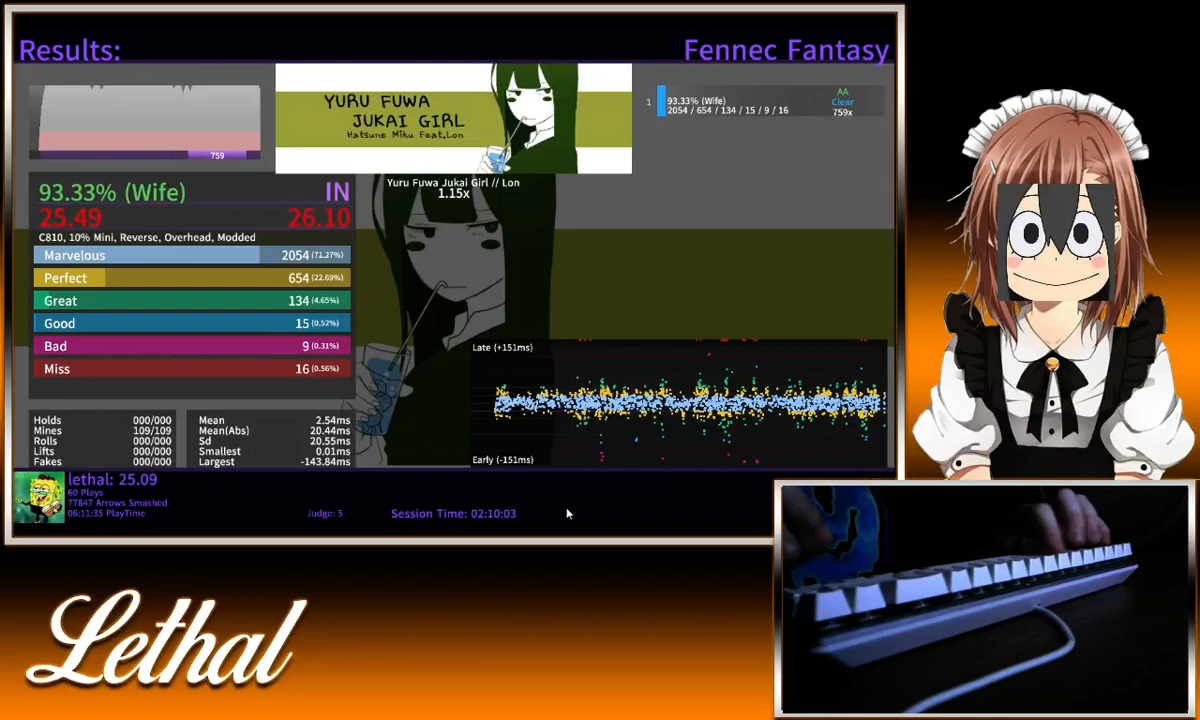 Results:
Fennec Fantasy
759
YURU FUWA
JUKAI GIRL
Hatsune Miku Feat.Lon
1
93.33% (Wife)
2054 / 654 / 134 / 15 / 9 / 16
AA
Clear
759x
93.33% (Wife)
IN
25.49
26.10
Yuru Fuwa Jukai Girl // Lon
1.15x
C810, 10% Mini, Reverse, Overhead, Modded
Marvelous 2054 (71.27%)
Perfect 654 (22.69%)
Great 134 (4.65%)
Good 15 (0.52%)
Bad 9 (0.31%)
Miss 16 (0.56%)
Late (+151ms)
Early (-151ms)
Holds 000/000
Mines 109/109
Rolls 000/000
Lifts 000/000
Fakes 000/000
Mean 2.54ms
Mean(Abs) 20.44ms
Sd 20.55ms
Smallest 0.01ms
Largest -143.84ms
lethal: 25.09
60 Plays
77847 Arrows Smashed
06:11:35 PlayTime
Judge: 5
Session Time: 02:10:03
Lethal